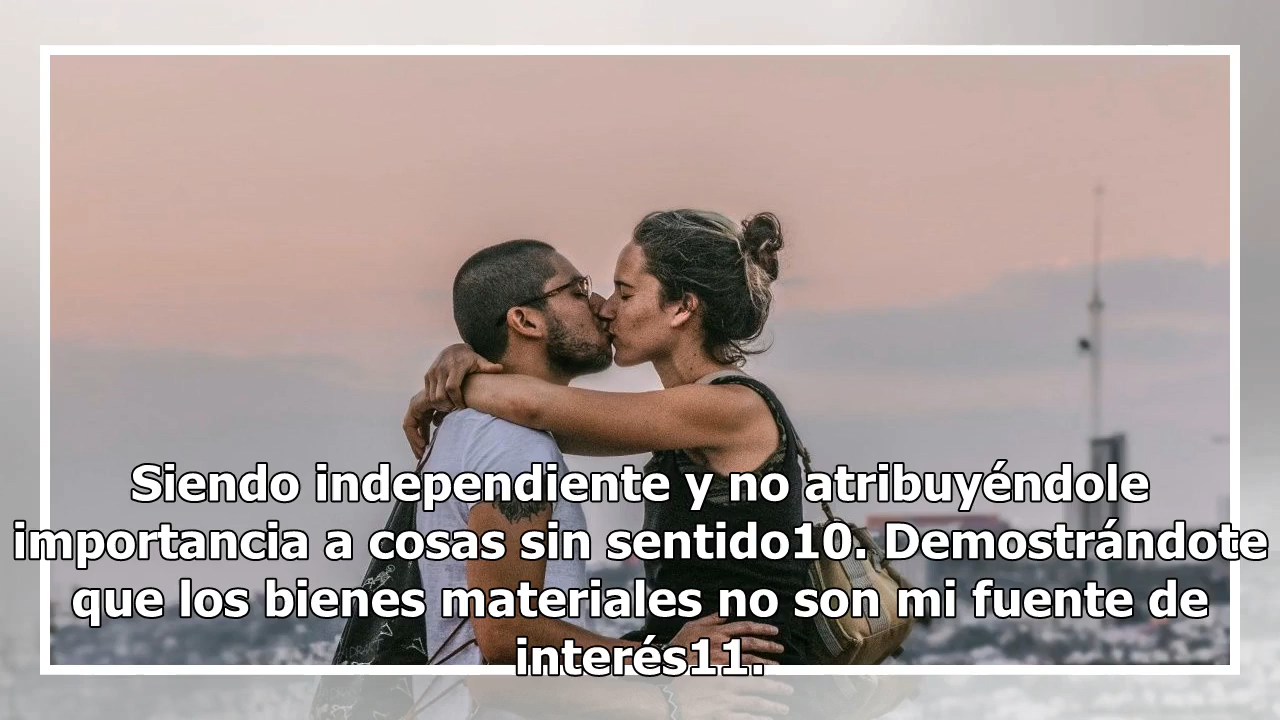 Siendo independiente y no atribuyéndole
importancia a cosas sin sentido10. Demostrándote
que los bienes materiales no son mi fuente de
interés11.